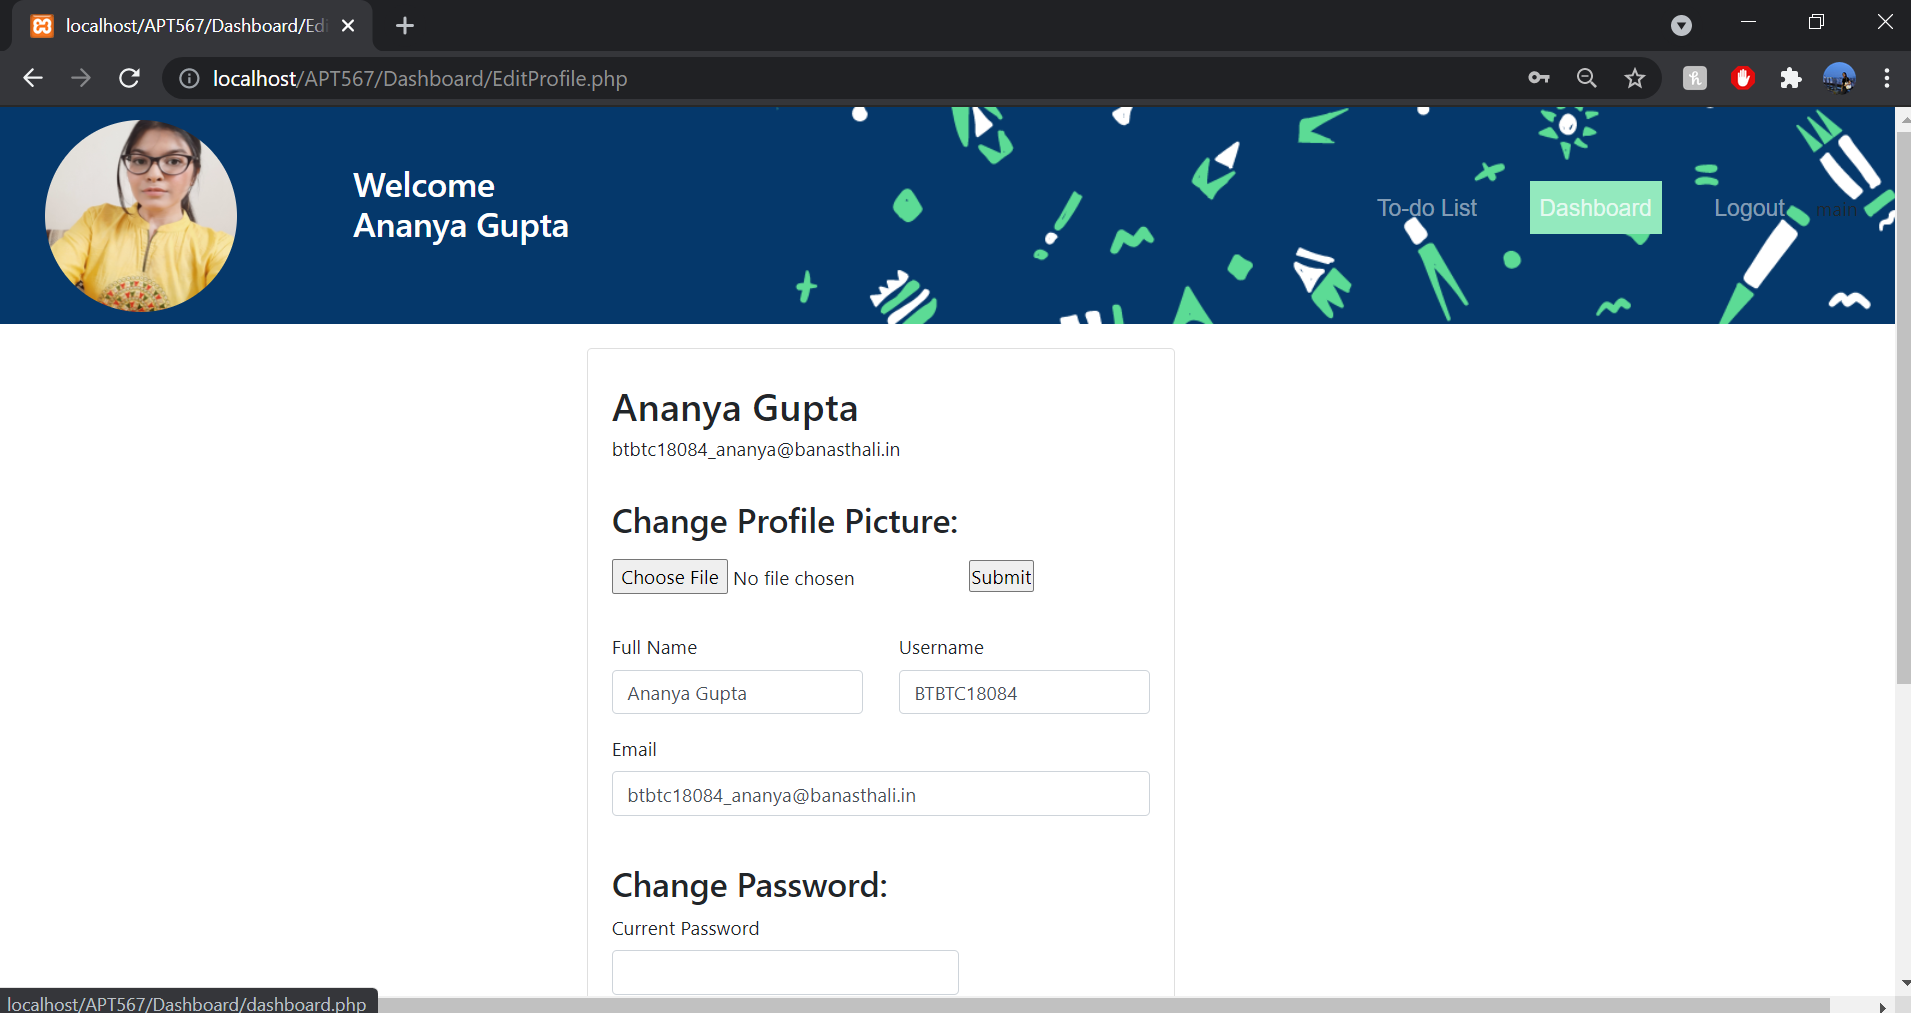 localhost/APT567/Dashboard/Edi
localhost/APT567/Dashboard/EditProfile.php
Welcome
Ananya Gupta
To-do List
Dashboard
Logout
main
Ananya Gupta
btbtc18084_ananya@banasthali.in
Change Profile Picture:
Choose File No file chosen
Submit
Full Name
Username
Ananya Gupta
BTBTC18084
Email
btbtc18084_ananya@banasthali.in
Change Password:
Current Password
localhost/APT567/Dashboard/dashboard.php